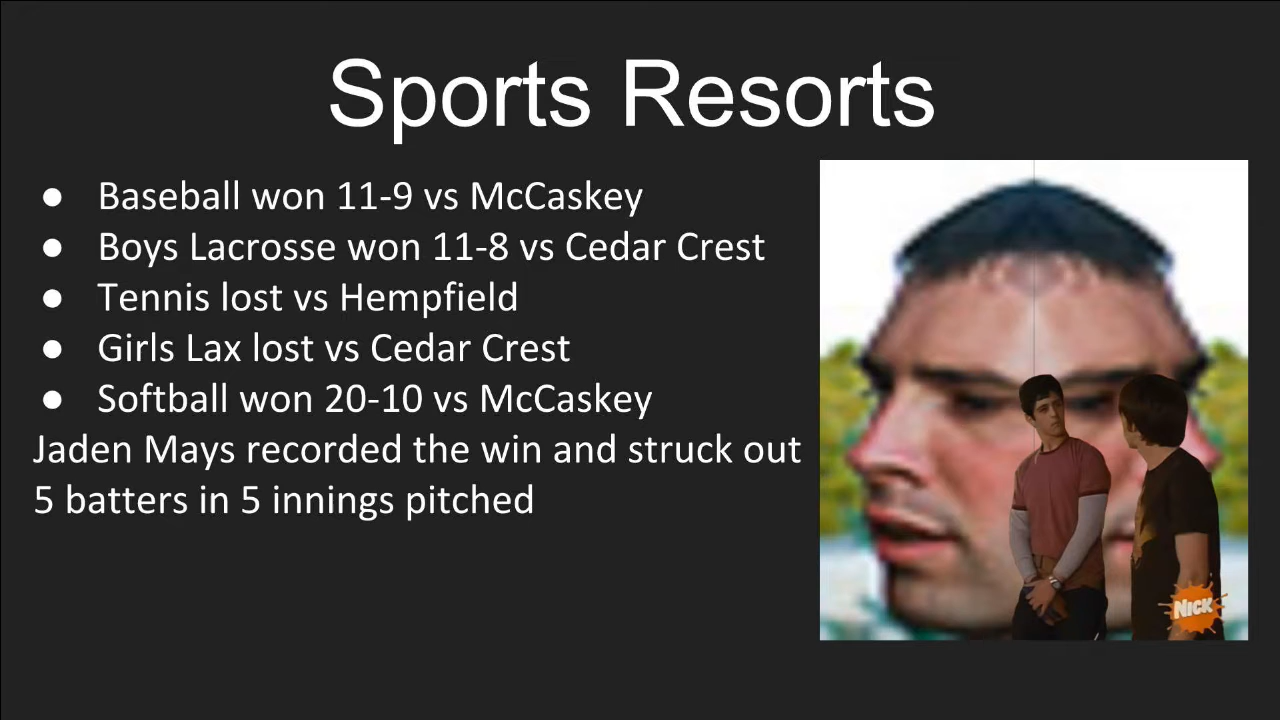 Sports Resorts
● Baseball won 11-9 vs McCaskey
● Boys Lacrosse won 11-8 vs Cedar Crest
● Tennis lost vs Hempfield
● Girls Lax lost vs Cedar Crest
● Softball won 20-10 vs McCaskey
Jaden Mays recorded the win and struck out
5 batters in 5 innings pitched
NICK